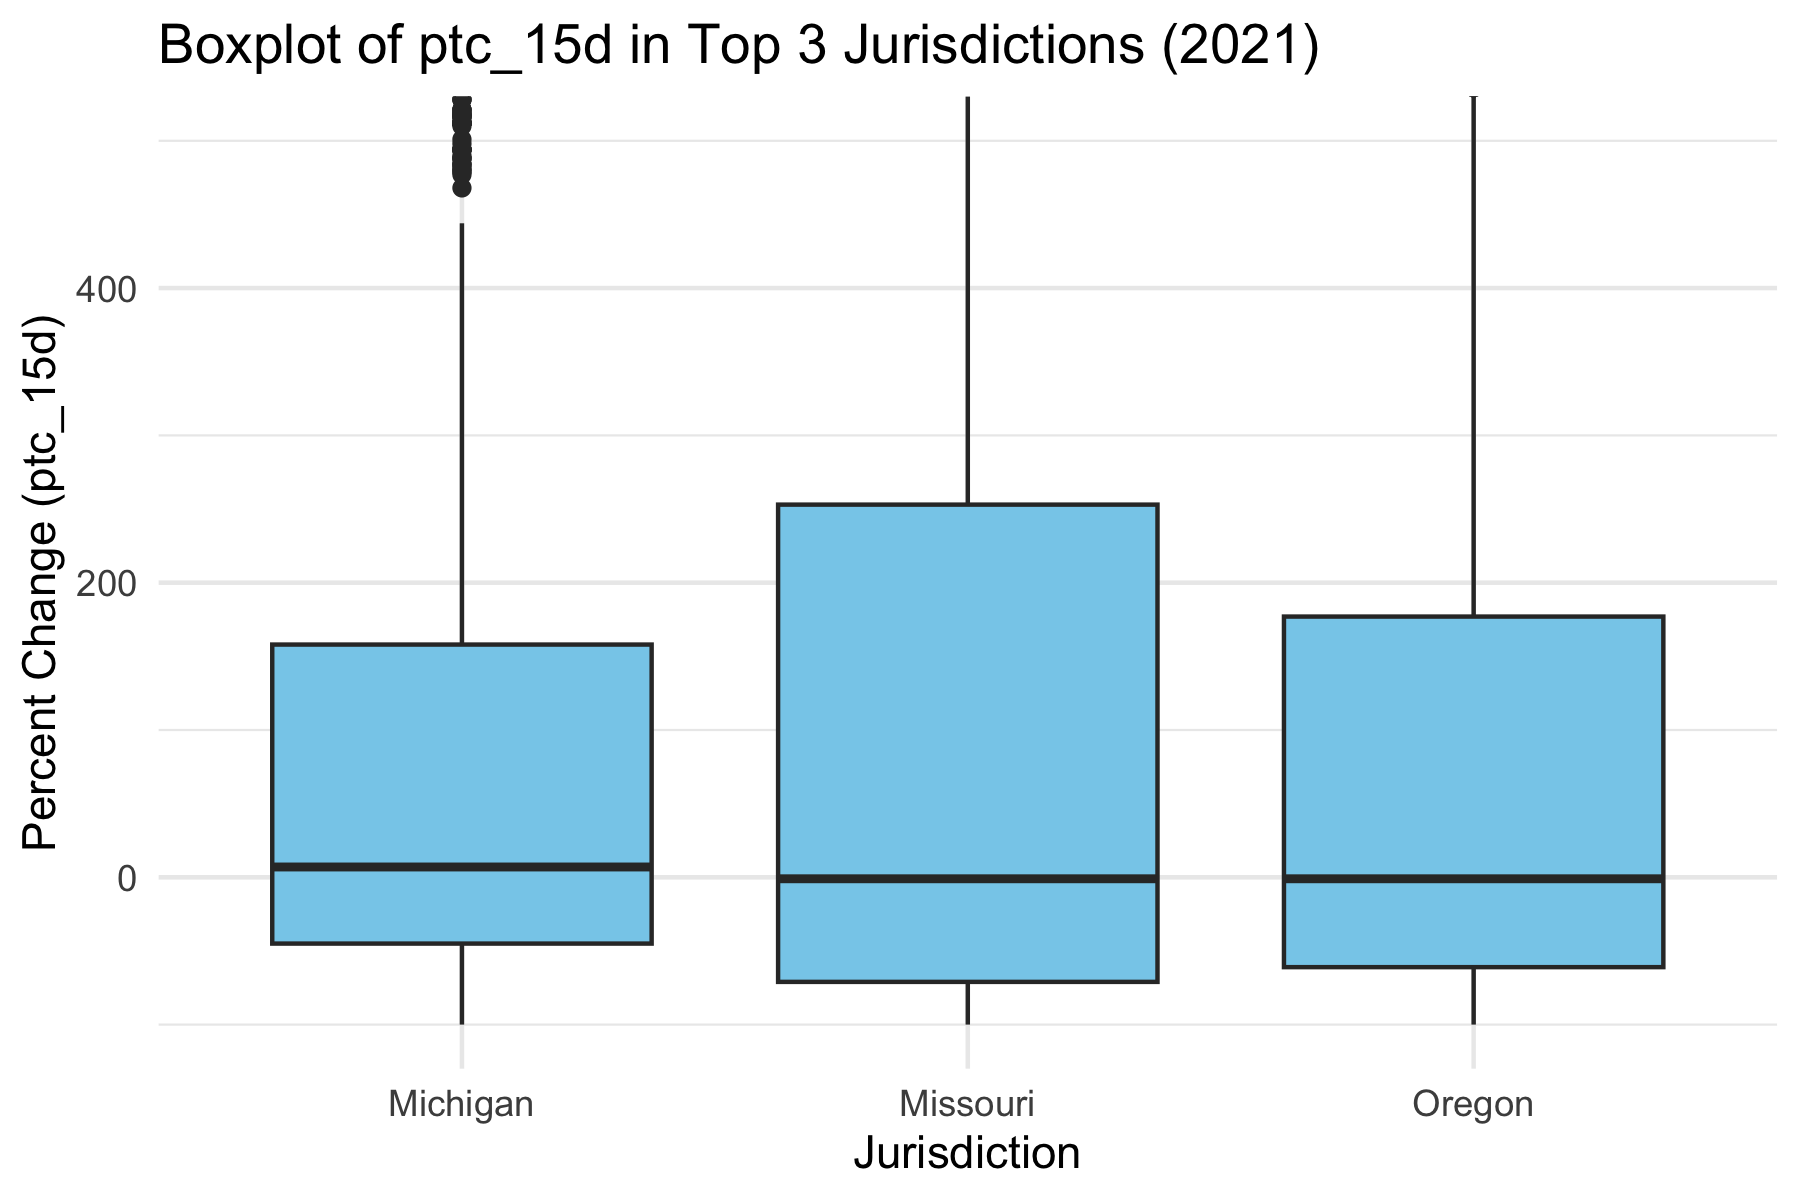 Boxplot of ptc_15d in Top 3 Jurisdictions (2021)
Percent Change (ptc_15d)
400
200
0
Michigan
Missouri
Oregon
Jurisdiction